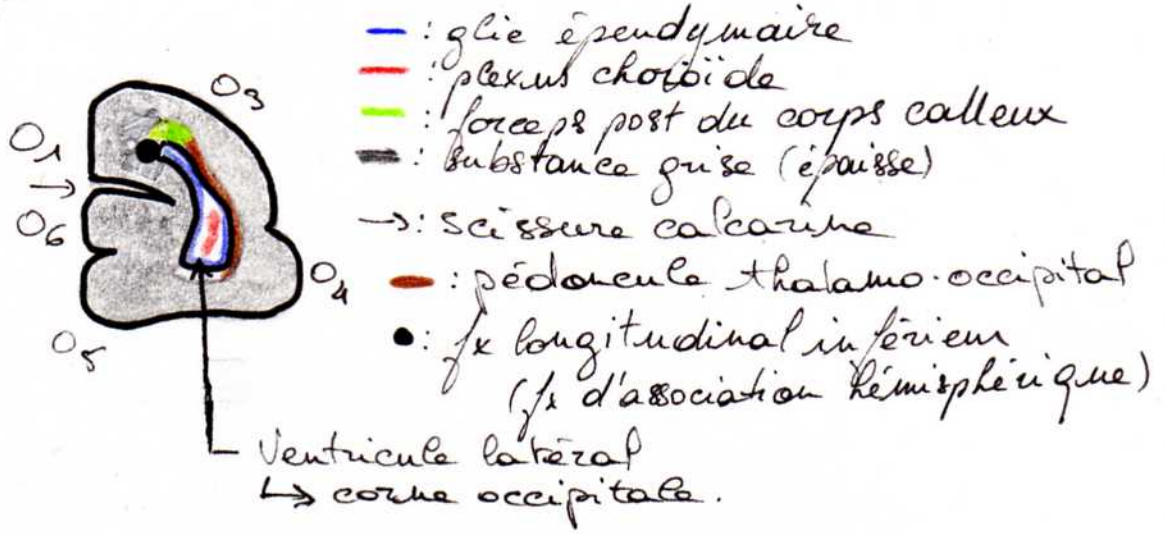 : glie épendymaire
: plexus choroïde
: forceps post du corps calleux
: substance grise (épaisse)
→ : scissure calcarine
: pédoncule thalamo-occipital
: fx longitudinal inférieur
(fx d'association hémisphérique)
O3
O1
→
O6
O4
O5
Ventricule latéral
↳ corne occipitale.